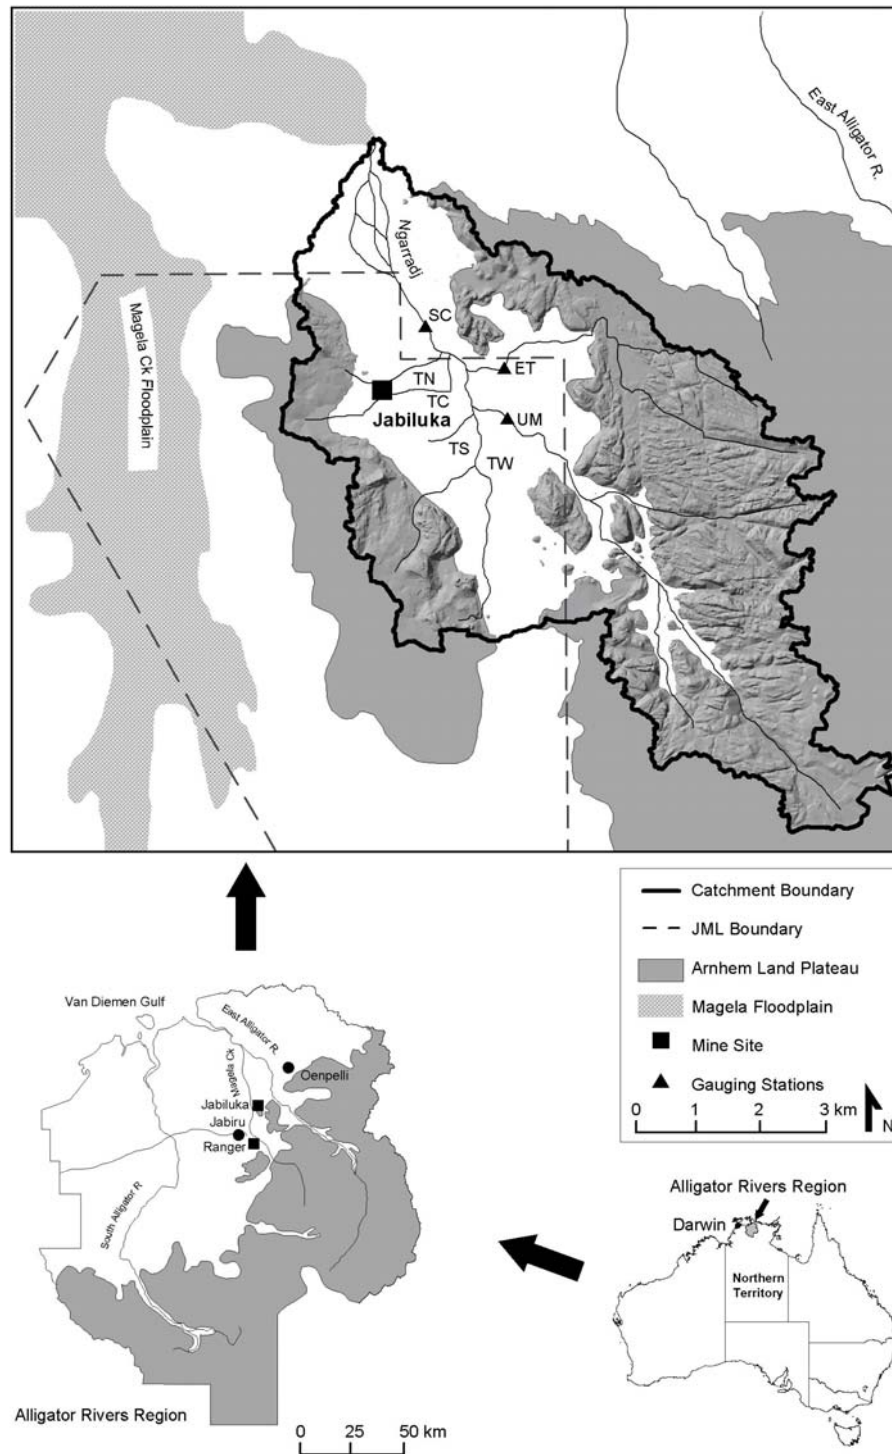 East Alligator R.
Ngarradj
Magela Ck Floodplain
SC
ET
TN
TC
Jabiluka
UM
TS
TW
Catchment Boundary
JML Boundary
Arnhem Land Plateau
Magela Floodplain
Mine Site
Gauging Stations
0 1 2 3 km
N
Van Diemen Gulf
East Alligator R.
Magela Ck
Oenpelli
Jabiluka
Jabiru
Ranger
South Alligator R
Alligator Rivers Region
0 25 50 km
Alligator Rivers Region
Darwin
Northern
Territory